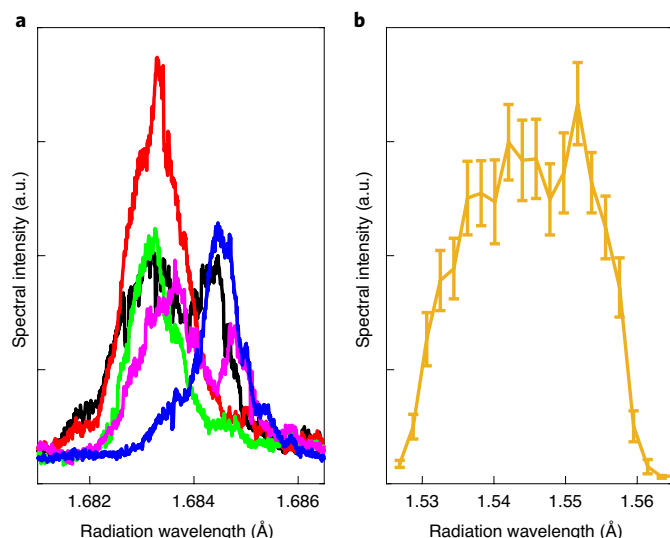 a
b
Spectral intensity (a.u.)
1.682
1.684
1.686
Radiation wavelength (Å)
Spectral intensity (a.u.)
1.53
1.54
1.55
1.56
Radiation wavelength (Å)